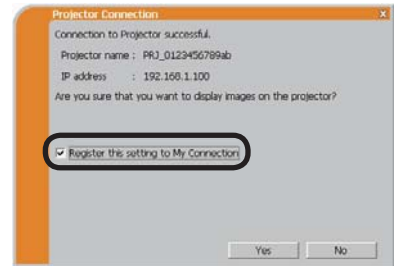 Projector Connection
Connection to Projector successful.
Projector name : PRJ_0123456789ab
IP address : 192.168.1.100
Are you sure that you want to display images on the projector?
Register this setting to My Connection
Yes No